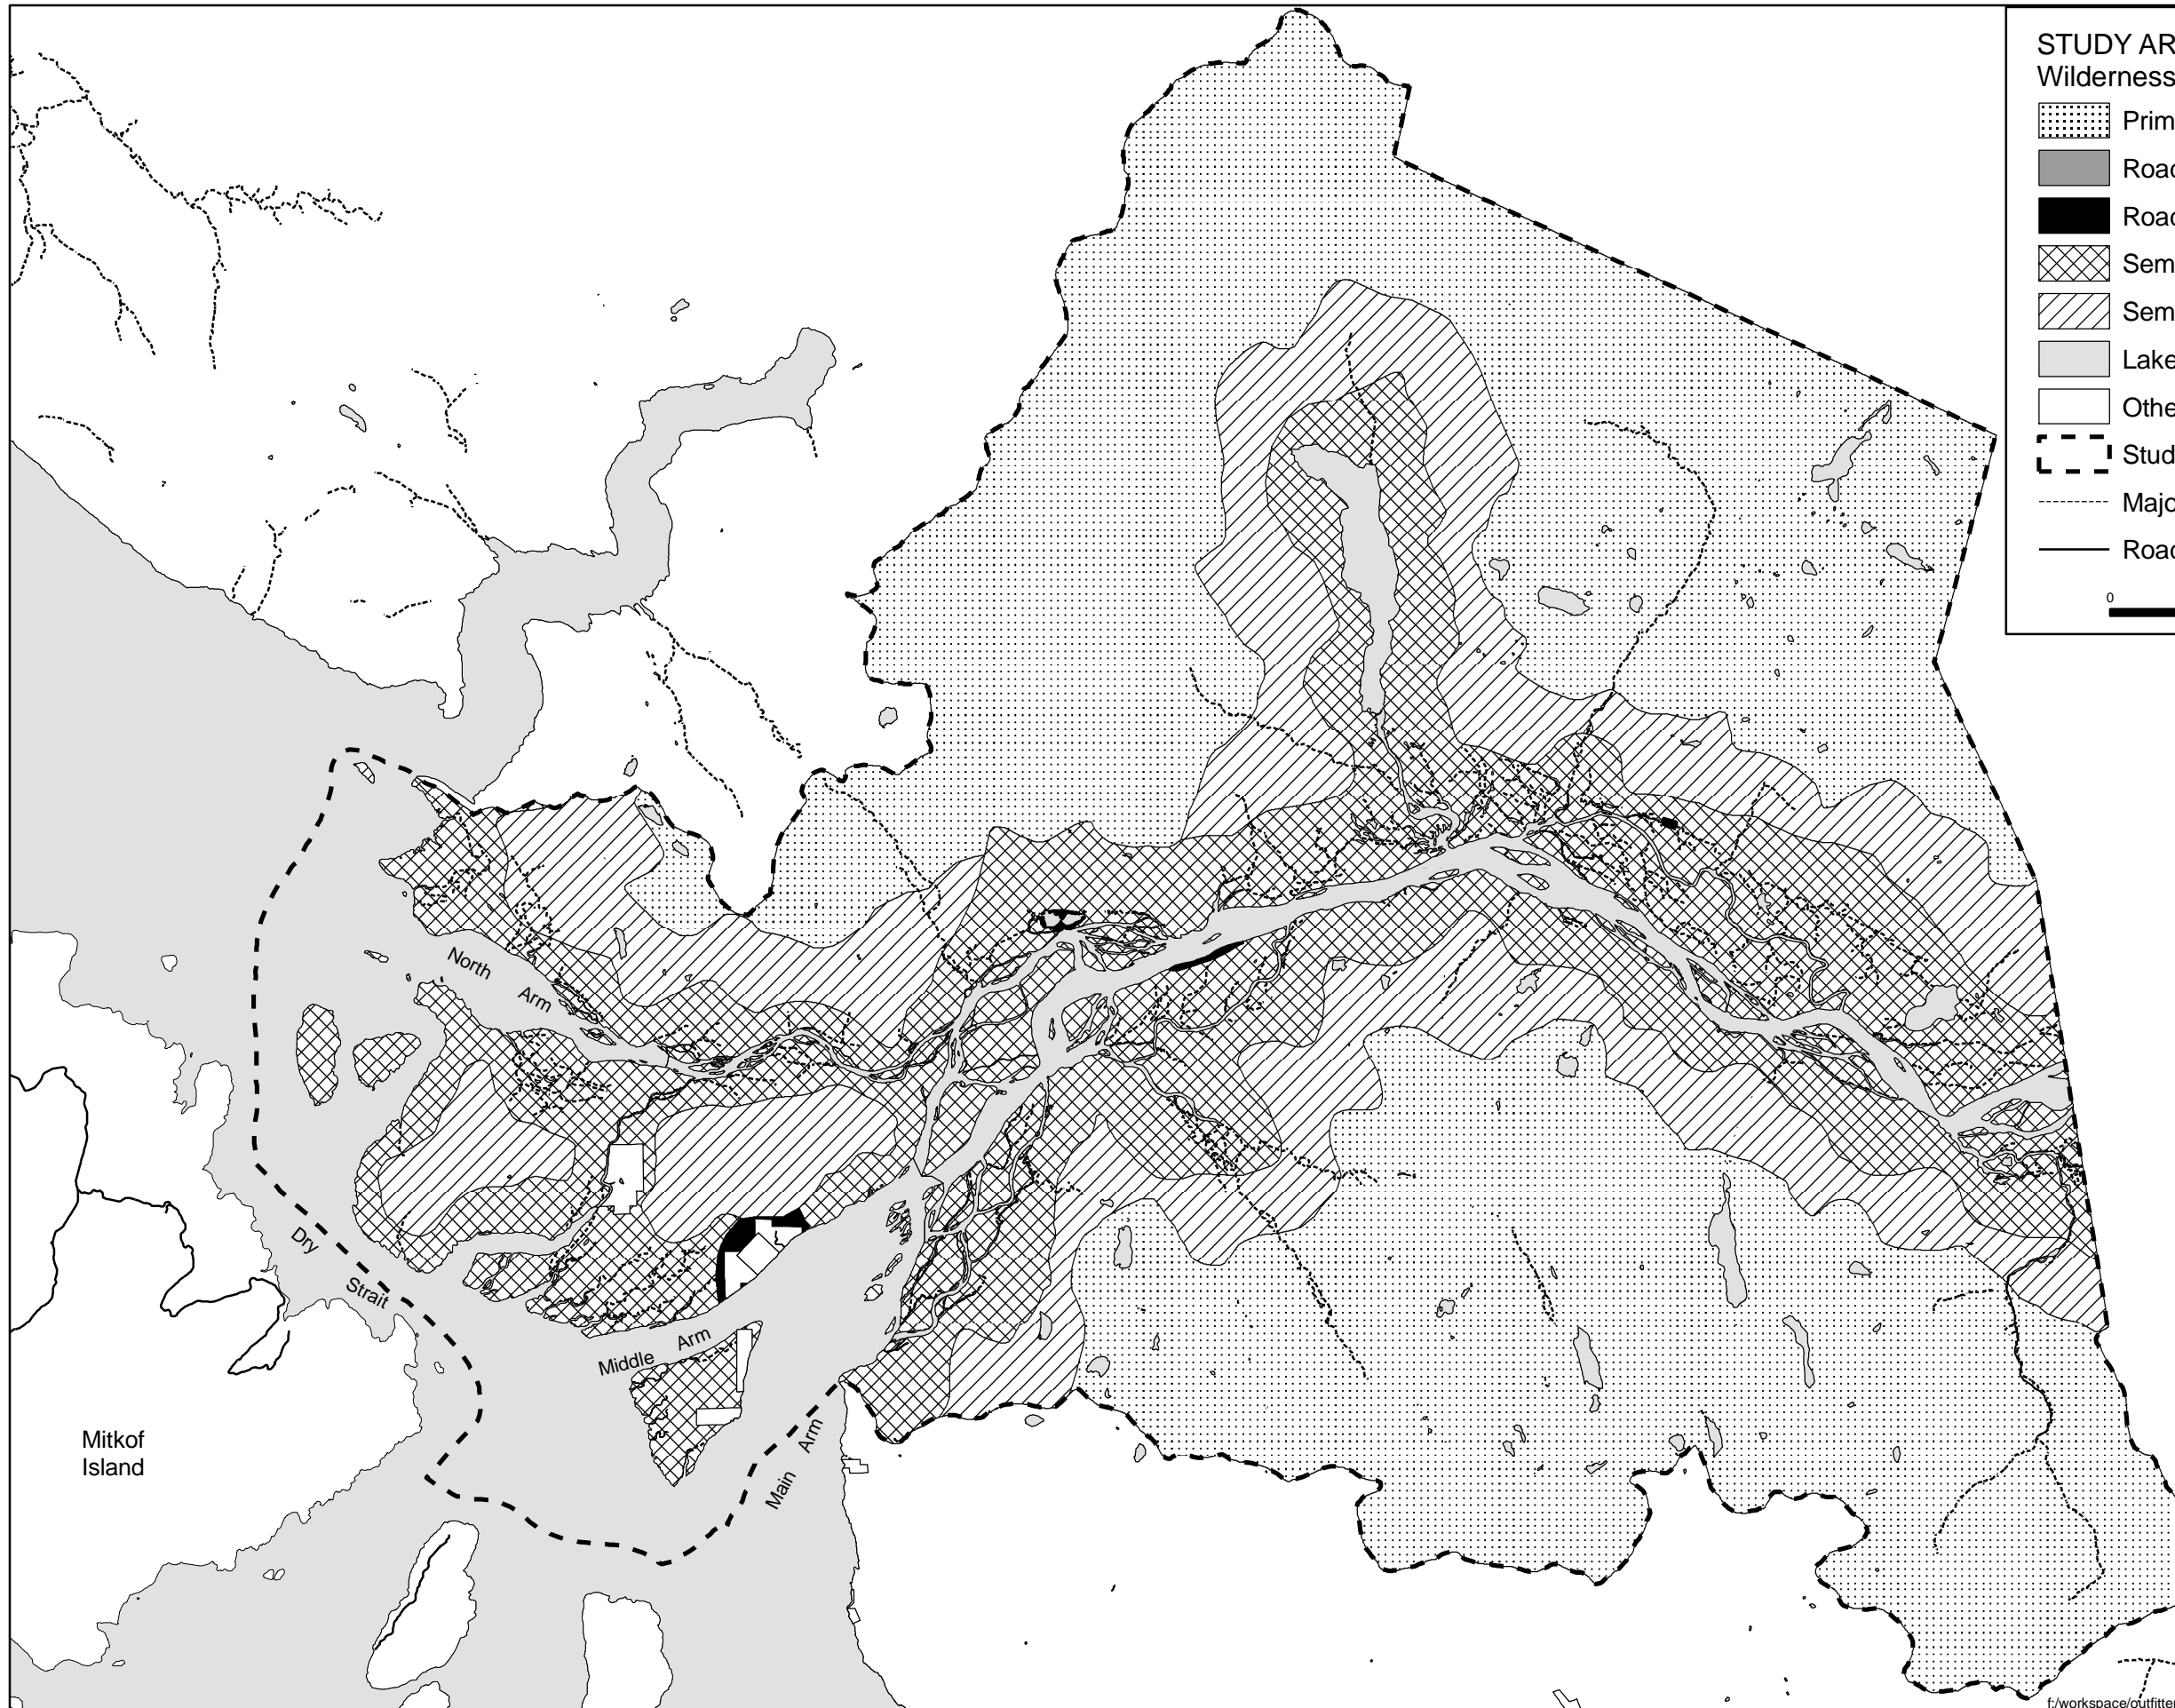 STUDY AR
Wilderness
Prim
Road
Road
Sem
Sem
Lake
Othe
Stud
Majo
Road
0
North
Arm
Dry
Strait
Middle Arm
Main Arm
Mitkof
Island
f:/workspace/outfitter